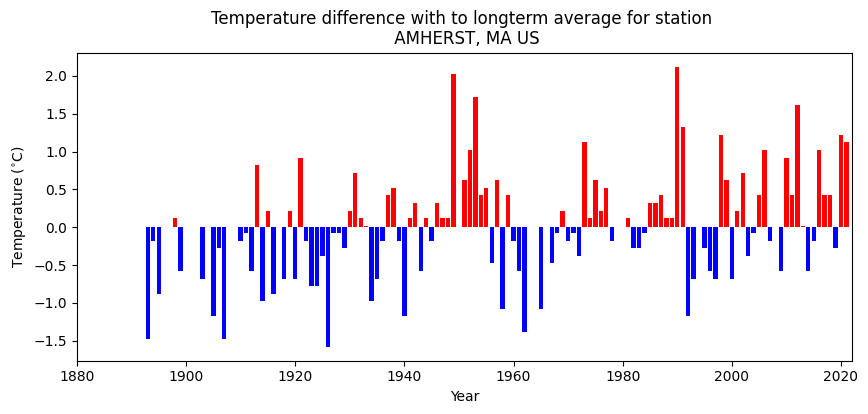 Temperature difference with to longterm average for station
AMHERST, MA US
Temperature (°C)
2.0
1.5
1.0
0.5
0.0
−0.5
−1.0
−1.5
1880 1900 1920 1940 1960 1980 2000 2020
Year